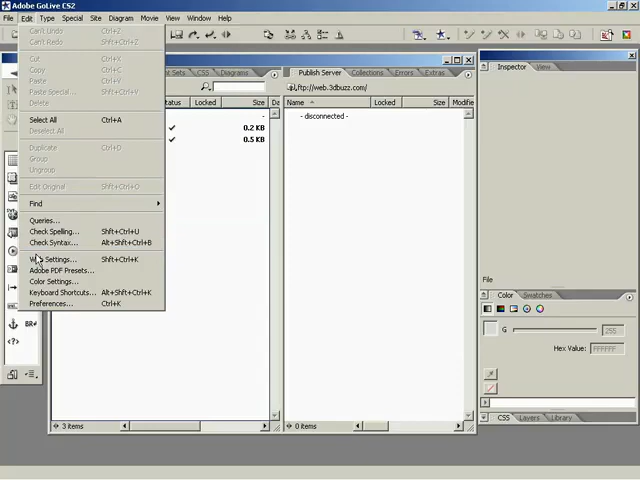 Adobe GoLive CS2
File Edit Type Special Site Diagram Movie View Window Help
Can't Undo Ctrl+Z
Can't Redo Shft+Ctrl+Z
Cut Ctrl+X
Copy Ctrl+C
Paste Ctrl+V
Paste Special... Shft+Ctrl+V
Delete
Select All Ctrl+A
Deselect All
Duplicate Ctrl+D
Group
Ungroup
Edit Original Shft+Ctrl+O
Find
Queries...
Check Spelling... Shft+Ctrl+U
Check Syntax... Alt+Shft+Ctrl+B
Settings... Shft+Ctrl+K
Adobe PDF Presets...
Color Settings...
Keyboard Shortcuts... Alt+Shft+Ctrl+K
Preferences... Ctrl+K
BR#
<?>
Sets CSS Diagrams
tatus Locked Size
-
0.2 KB
0.5 KB
3 items
Publish Server Collections Errors Extras
ftp://web.3dbuzz.com/
Name Locked Size Modifie
- disconnected -
0 items
Inspector View
File
Color Swatches
G 255
Hex Value: FFFFFF
CSS Layers Library